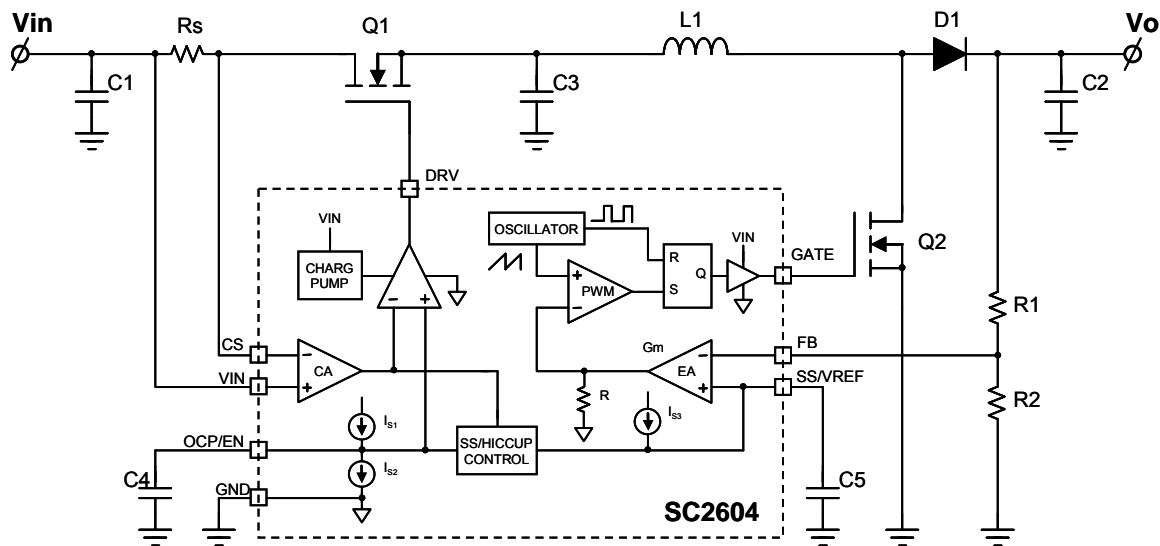 Vin
Rs
Q1
L1
D1
Vo
C1
C3
C2
DRV
VIN
OSCILLATOR
CHARG
PUMP
VIN
GATE
Q2
R
Q
S
PWM
+
−
−
+
R1
CS
−
CA
VIN
+
Gm
EA
−
+
FB
SS/VREF
R
IS1
IS3
R2
OCP/EN
SS/HICCUP
CONTROL
IS2
C4
GND
C5
SC2604